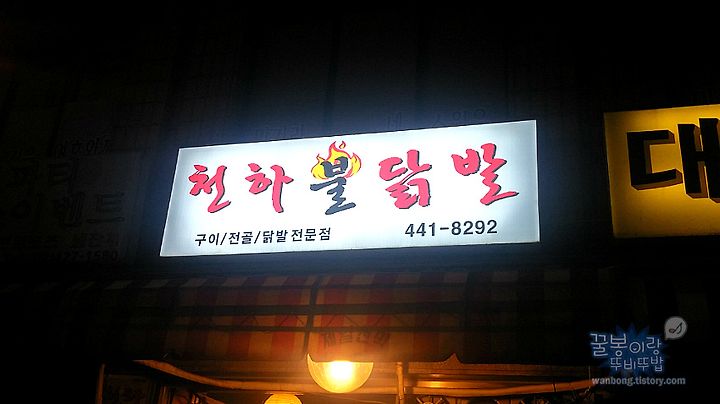 천하불닭발
구이/전골/닭발 전문점 441-8292
대
꿀봉이랑
뚜비뚜밥
wanbong.tistory.com